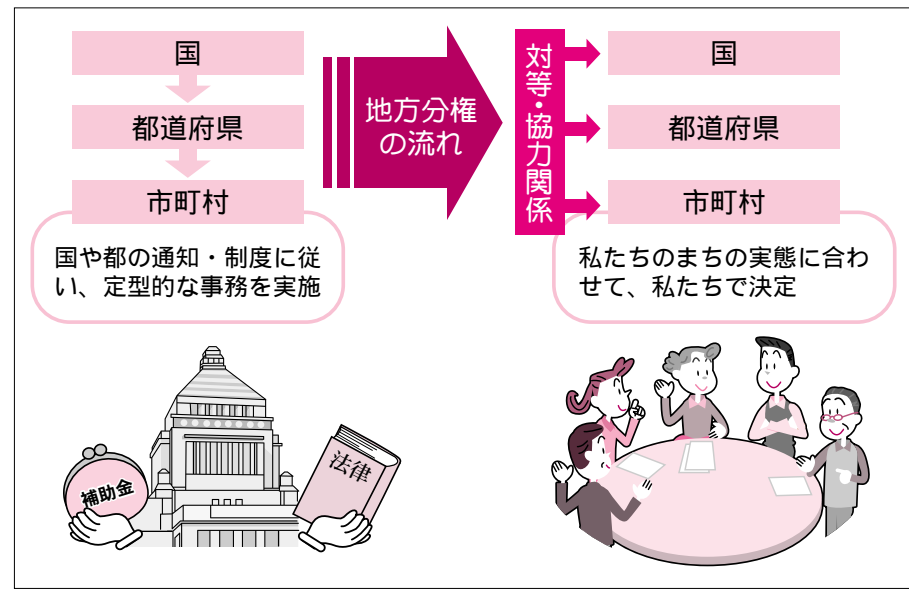 国
都道府県
市町村
国や都の通知・制度に従
い、定型的な事務を実施
補助金
法律
地方分権
の流れ
対等・協力関係
国
都道府県
市町村
私たちのまちの実態に合わ
せて、私たちで決定